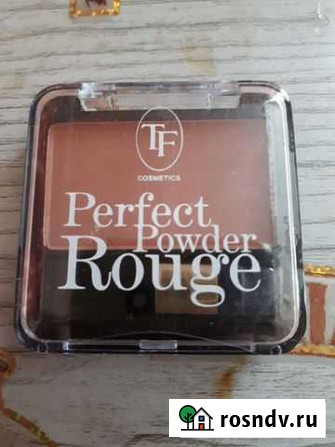 TF
COSMETICS
Perfect
Powder
Rouge
rosndv.ru